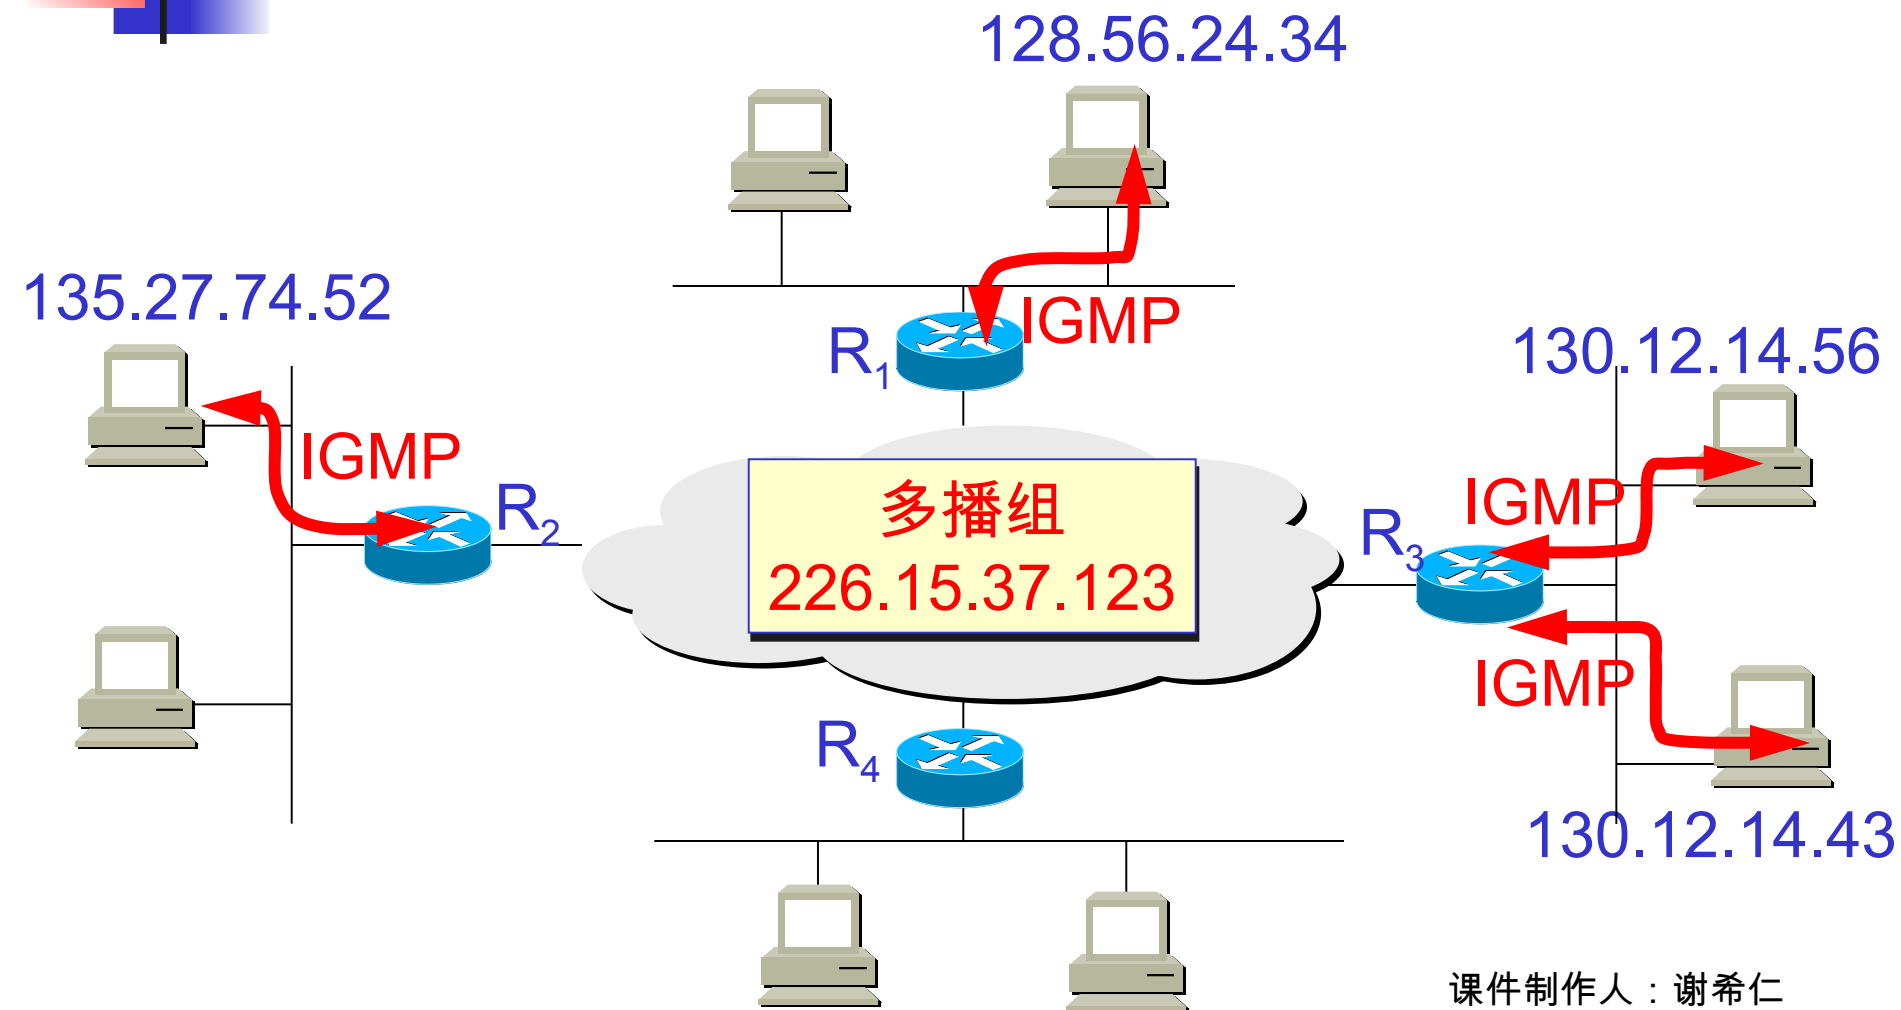 128.56.24.34
135.27.74.52
IGMP
R1
130.12.14.56
IGMP
IGMP
R2
多播组
R3
226.15.37.123
IGMP
R4
130.12.14.43
课件制作人：谢希仁